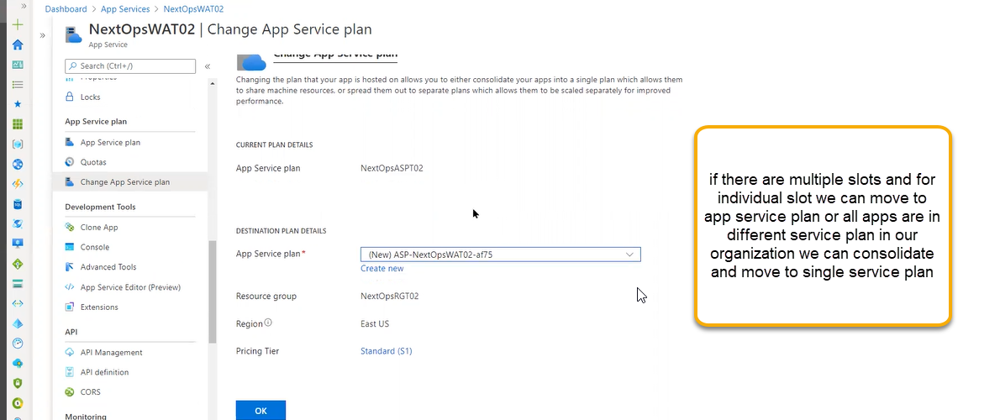 Dashboard > App Services > NextOpsWAT02
NextOpsWAT02 | Change App Service plan
App Service
Search (Ctrl+/)
Properties
Locks
App Service plan
App Service plan
Quotas
Change App Service plan
Development Tools
Clone App
Console
Advanced Tools
App Service Editor (Preview)
Extensions
API
API Management
API definition
CORS
Monitoring
Change App Service plan
Changing the plan that your app is hosted on allows you to either consolidate your apps into a single plan which allows them
to share machine resources, or spread them out to separate plans which allows them to be scaled separately for improved
performance.
CURRENT PLAN DETAILS
App Service plan NextOpsASPT02
DESTINATION PLAN DETAILS
App Service plan* (New) ASP-NextOpsWAT02-af75
Create new
Resource group NextOpsRGT02
Region East US
Pricing Tier Standard (S1)
OK
if there are multiple slots and for
individual slot we can move to
app service plan or all apps are in
different service plan in our
organization we can consolidate
and move to single service plan